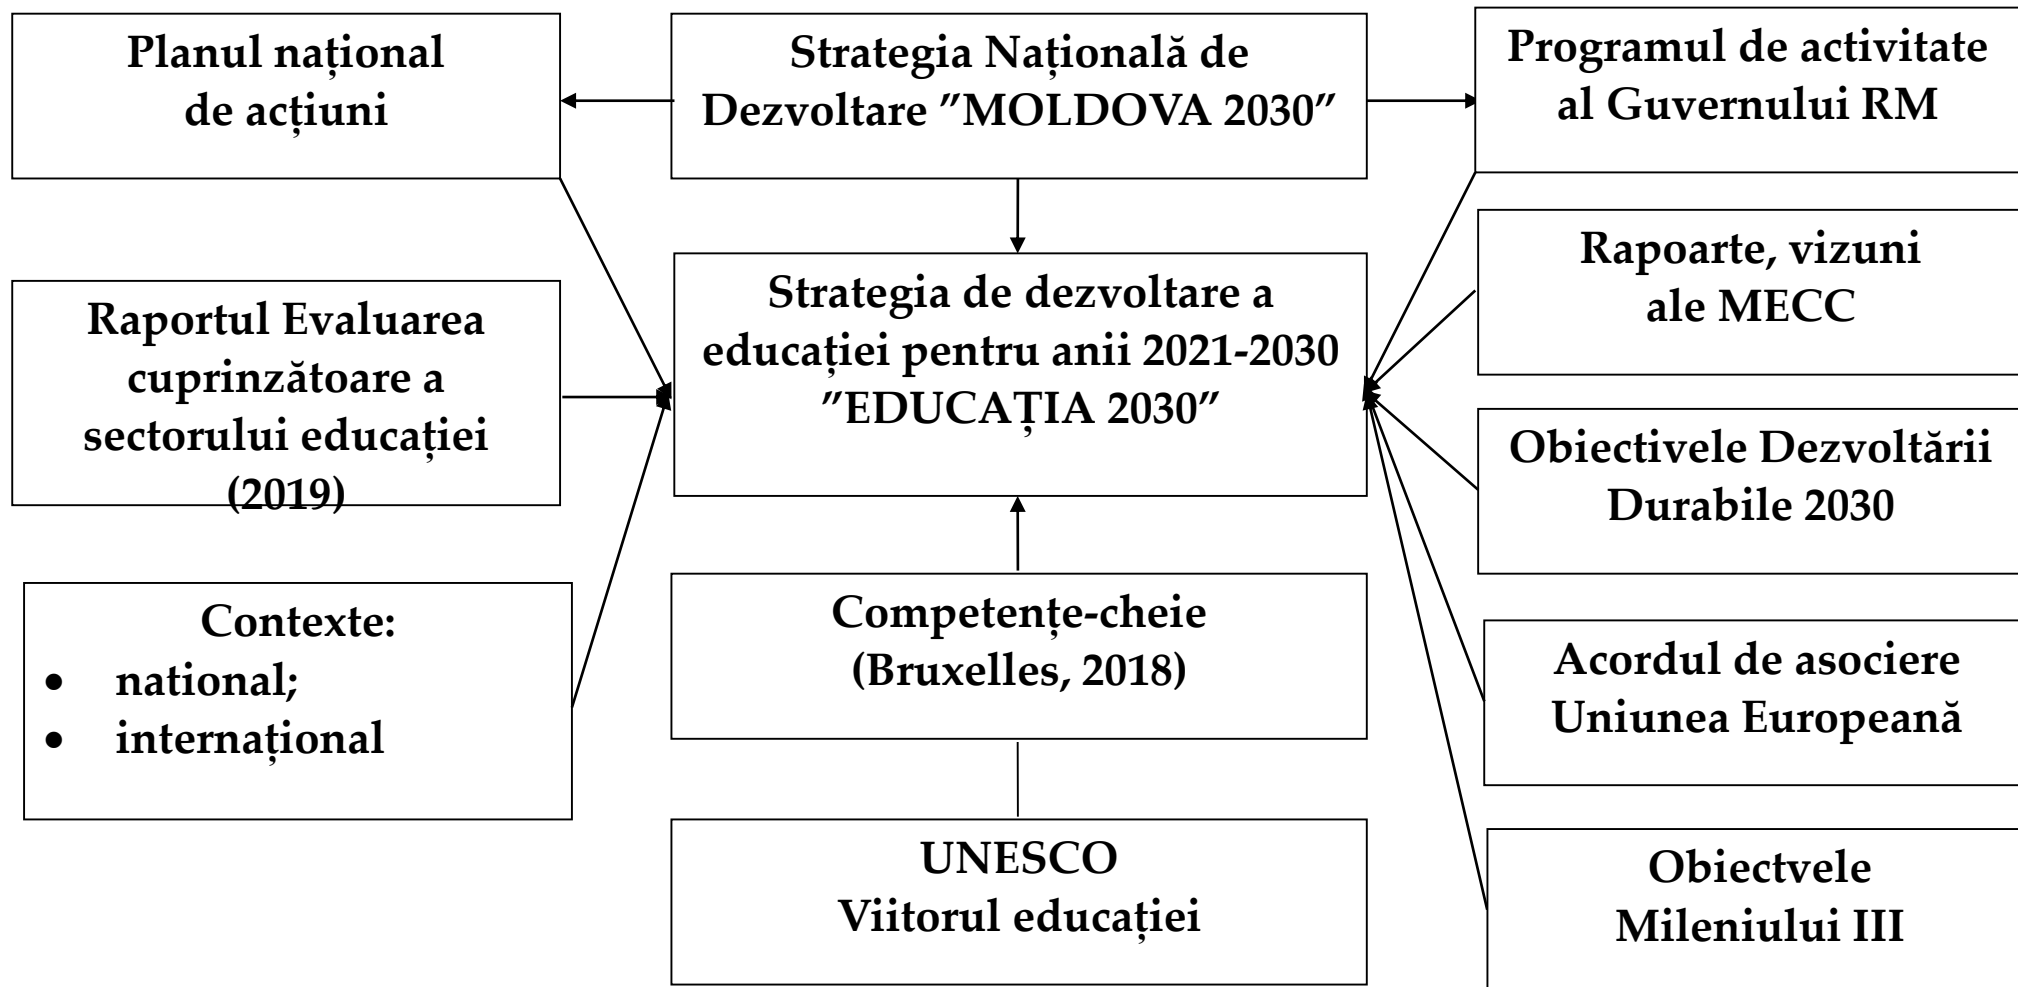 Planul național
de acțiuni
Strategia Națională de
Dezvoltare ”MOLDOVA 2030”
Programul de activitate
al Guvernului RM
Raportul Evaluarea
cuprinzătoare a
sectorului educației
(2019)
Strategia de dezvoltare a
educației pentru anii 2021-2030
”EDUCAȚIA 2030”
Rapoarte, vizuni
ale MECC
Obiectivele Dezvoltării
Durabile 2030
Contexte:
• national;
• internațional
Competențe-cheie
(Bruxelles, 2018)
Acordul de asociere
Uniunea Europeană
UNESCO
Viitorul educației
Obiectvele
Mileniului III